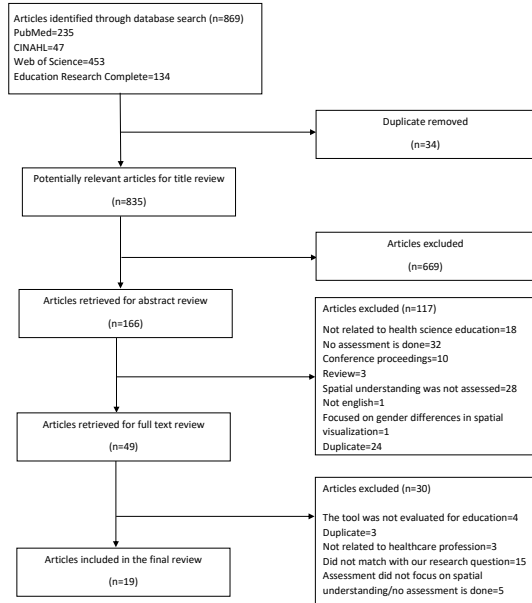 Articles identified through database search (n=869)
PubMed=235
CINAHL=47
Web of Science=453
Education Research Complete=134
Duplicate removed
(n=34)
Potentially relevant articles for title review
(n=835)
Articles excluded
(n=669)
Articles retrieved for abstract review
(n=166)
Articles excluded (n=117)
Not related to health science education=18
No assessment is done=32
Conference proceedings=10
Review=3
Spatial understanding was not assessed=28
Not english=1
Focused on gender differences in spatial
visualization=1
Duplicate=24
Articles retrieved for full text review
(n=49)
Articles excluded (n=30)
The tool was not evaluated for education=4
Duplicate=3
Not related to healthcare profession=3
Did not match with our research question=15
Assessment did not focus on spatial
understanding/no assessment is done=5
Articles included in the final review
(n=19)